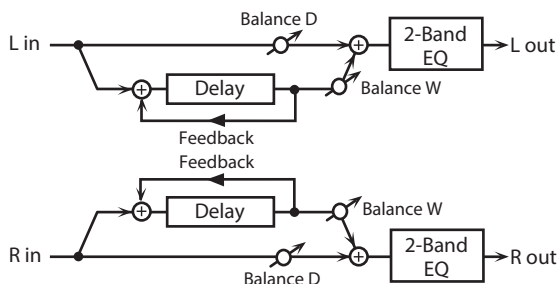 Balance D
L in
2-Band
EQ
L out
Delay
Balance W
Feedback
Feedback
Delay
Balance W
R in
Balance D
2-Band
EQ
R out